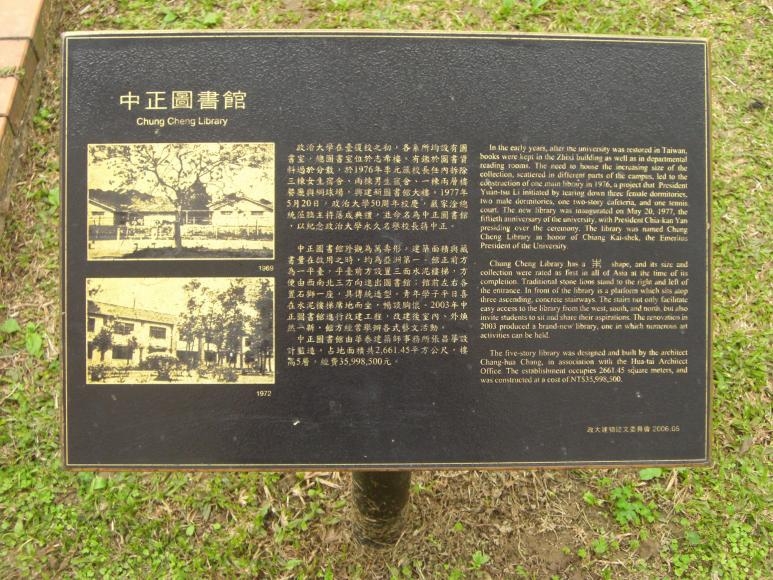 中正圖書館
Chung Cheng Library
1969
1972
政治大學在臺復校之初，各系所均設有圖
書室，總圖書室位於志希樓。有鑑於圖書資
料過於分散，於1976年李元簇校長任內拆除
三棟女生宿舍、兩棟男生宿舍、一棟兩層樓
餐廳與網球場，興建新圖書館大樓。1977年
5月20日，政治大學50周年校慶，嚴家淦總
統蒞臨主持落成典禮，並命名為中正圖書館
，以紀念政治大學永久名譽校長蔣中正。
中正圖書館外觀為萬壽形，建築面積與藏
書量在啟用之時，均為亞洲第一。館正前方
為一平臺，平臺前方設置三面水泥樓梯，方
便由西南北三方向進出圖書館；館前左右各
置石獅一座，具傳統造型。青年學子平日喜
在水泥樓梯席地而坐，暢談胸懷。2003年中
正圖書館進行改建工程，改建後室內、外煥
然一新，館方經常舉辦各式藝文活動。
中正圖書館由華泰建築師事務所張昌華設
計監造，占地面積共2,661.45平方公尺，樓
高5層，經費35,998,500元。
In the early years, after the university was restored in Taiwan,
books were kept in the Zhixi building as well as in departmental
reading rooms. The need to house the increasing size of the
collection, scattered in different parts of the campus, led to the
construction of one main library in 1976, a project that President
Yuan-tsu Li initiated by tearing down three female dormitories,
two male dormitories, one two-story cafeteria, and one tennis
court. The new library was inaugurated on May 20, 1977, the
fiftieth anniversary of the university, with President Chia-kan Yan
presiding over the ceremony. The library was named Chung
Cheng Library in honor of Chiang Kai-shek, the Emeritus
President of the University.
Chung Cheng Library has a shape, and its size and
collection were rated as first in all of Asia at the time of its
completion. Traditional stone lions stand to the right and left of
the entrance. In front of the library is a platform which sits atop
three ascending, concrete stairways. The stairs not only facilitate
easy access to the library from the west, south, and north, but also
invite students to sit and share their aspirations. The renovation in
2003 produced a brand-new library, one in which numerous art
activities can be held.
The five-story library was designed and built by the architect
Chang-hua Chang, in association with the Hua-tai Architect
Office. The establishment occupies 2661.45 square meters, and
was constructed at a cost of NT$35,998,500.
政大建物誌文委員會 2006.05